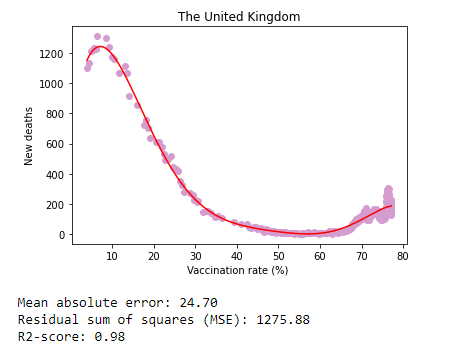 The United Kingdom
1200
1000
800
600
400
200
0
New deaths
10 20 30 40 50 60 70 80
Vaccination rate (%)
Mean absolute error: 24.70
Residual sum of squares (MSE): 1275.88
R2-score: 0.98